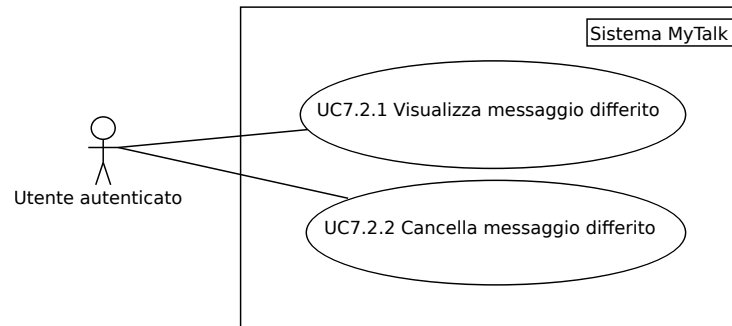 Sistema MyTalk
UC7.2.1 Visualizza messaggio differito
Utente autenticato
UC7.2.2 Cancella messaggio differito